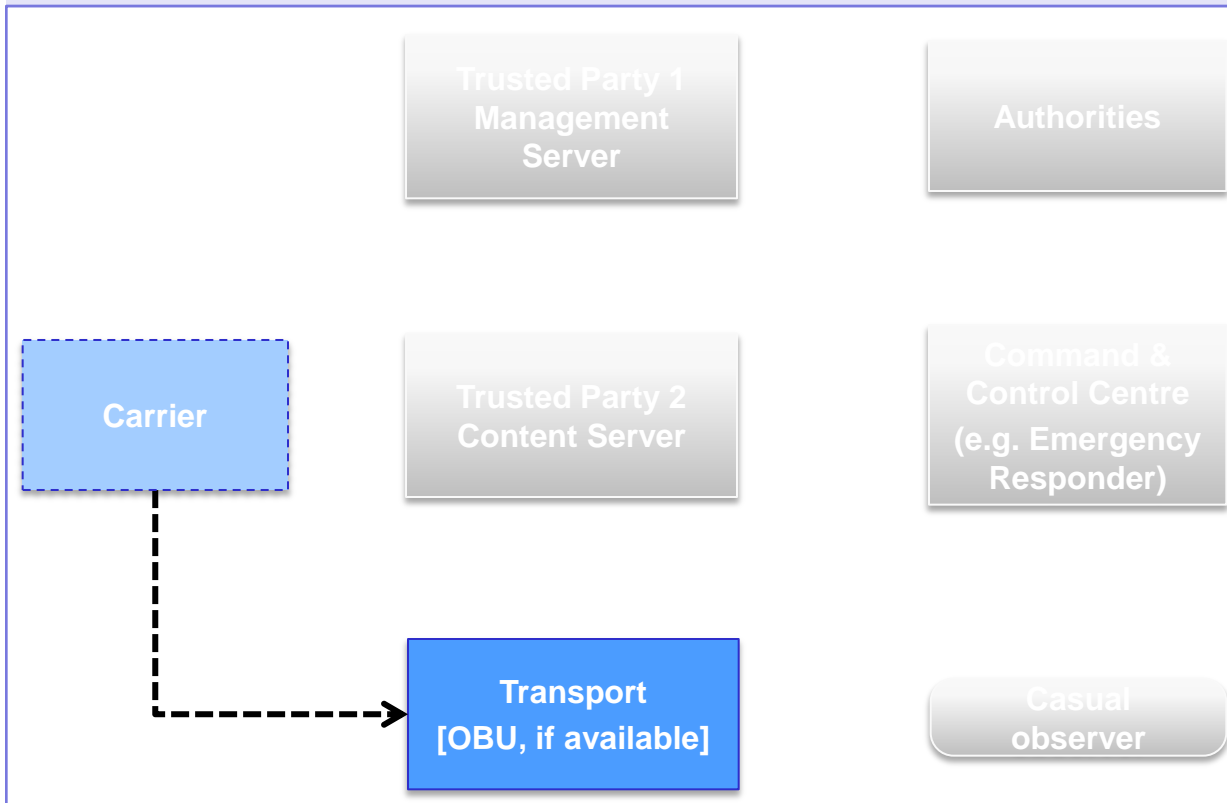 Trusted Party 1
Management
Server
Authorities
Carrier
Trusted Party 2
Content Server
Command &
Control Centre
(e.g. Emergency
Responder)
Transport
[OBU, if available]
Casual
observer